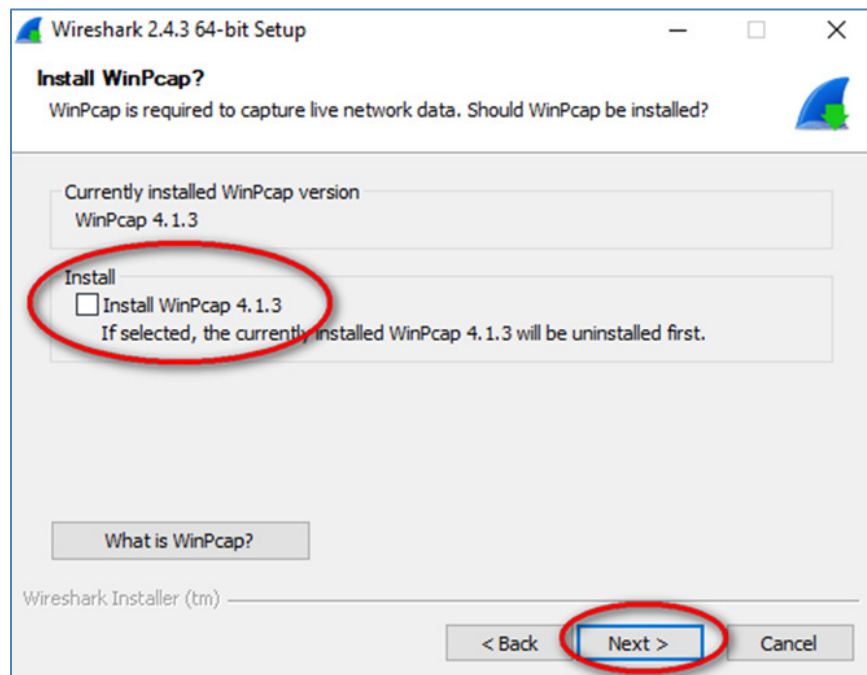 Wireshark 2.4.3 64-bit Setup
Install WinPcap?
WinPcap is required to capture live network data. Should WinPcap be installed?
Currently installed WinPcap version
WinPcap 4.1.3
Install
Install WinPcap 4.1.3
If selected, the currently installed WinPcap 4.1.3 will be uninstalled first.
What is WinPcap?
Wireshark Installer (tm)
< Back Next > Cancel